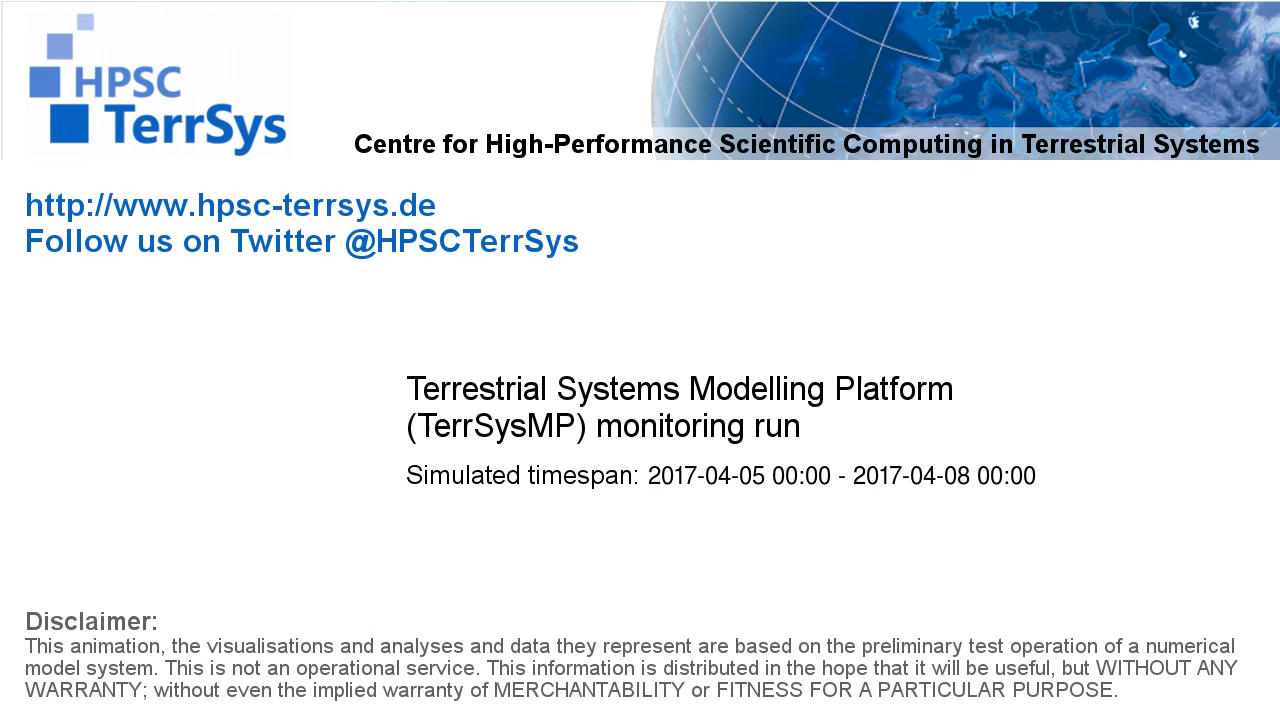 HPSC
TerrSys
Centre for High-Performance Scientific Computing in Terrestrial Systems
http://www.hpsc-terrsys.de
Follow us on Twitter @HPSCTerrSys
Terrestrial Systems Modelling Platform
(TerrSysMP) monitoring run
Simulated timespan: 2017-04-05 00:00 - 2017-04-08 00:00
Disclaimer:
This animation, the visualisations and analyses and data they represent are based on the preliminary test operation of a numerical
model system. This is not an operational service. This information is distributed in the hope that it will be useful, but WITHOUT ANY
WARRANTY; without even the implied warranty of MERCHANTABILITY or FITNESS FOR A PARTICULAR PURPOSE.